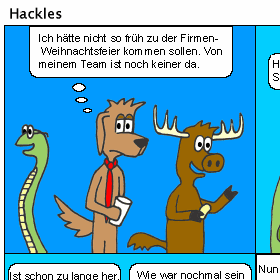 Hackles
Ich hätte nicht so früh zu der Firmen-
Weihnachtsfeier kommen sollen. Von
meinem Team ist noch keiner da.
H
S
Ist schon zu lange her,
Wie war nochmal sein
Nun